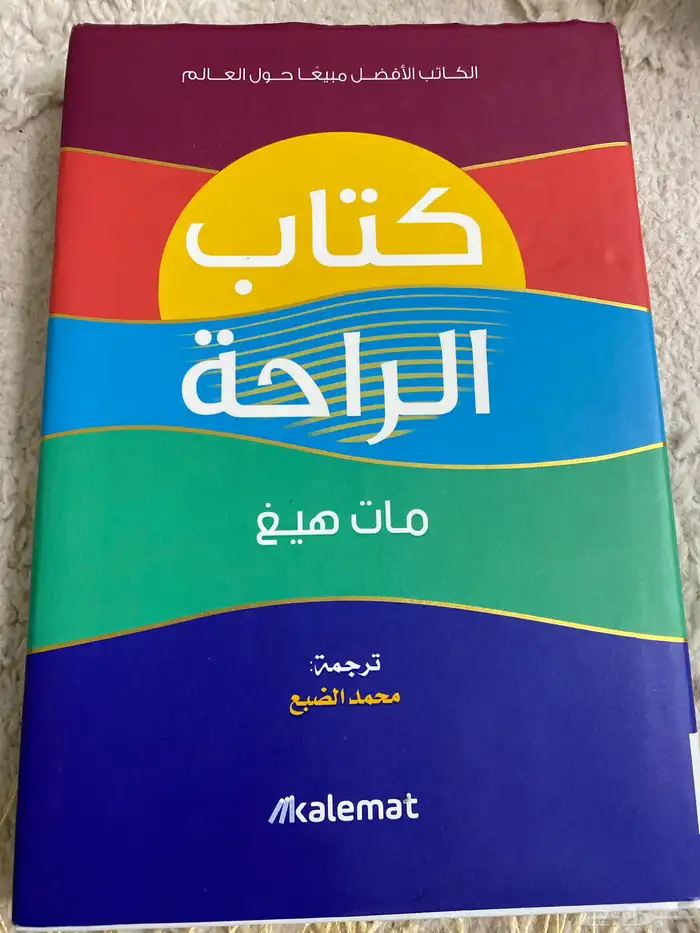 الكاتب الأفضل مبيعًا حول العالم
كتاب
الراحة
مات هيغ
ترجمة:
محمد الضبع
kalemat